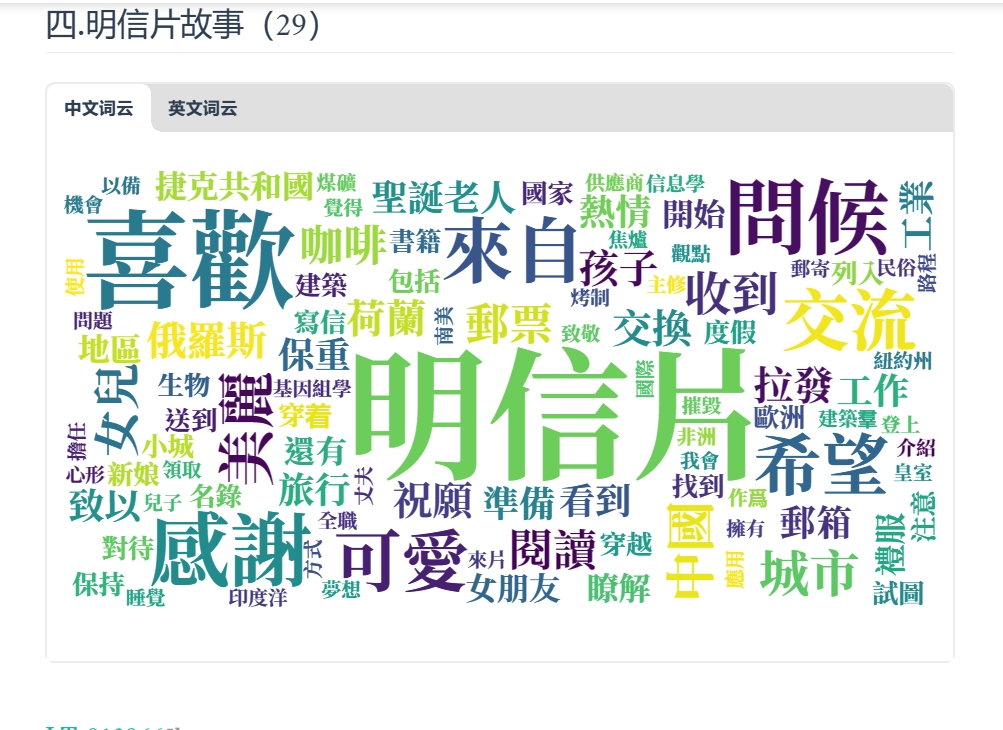 四.明信片故事（29）
中文词云 英文词云
以備 捷克共和國 煤礦 聖誕老人 國家 供應商 信息學
機會 覺得 熱情 開始 問候 工業
喜歡 咖啡 書籍 來自 焦爐 觀點
使用 建築 包括 孩子 烤制 主修 收到 郵寄 列入 民俗 路程
問題 寫信 荷蘭 南美 郵票 致敬 交換 度假 交流
地區 俄羅斯 保重 紐約州
女兒 生物 美麗 基因組學 明信片 國際 拉發 工作
送到 穿着 摧毀 歐洲 建築羣 登上
擔任 小城 還有 非洲 希望 介紹
心形 新娘 領取 旅行 丈夫 我會 找到 皇室
致以 兒子 名錄 祝願 準備 看到 作爲 注意
感謝 全職 中國 擁有 郵箱 禮服
對待 方式 可愛 來片 閱讀 穿越 應用 城市
保持 睡覺 印度洋 夢想 女朋友 瞭解 試圖